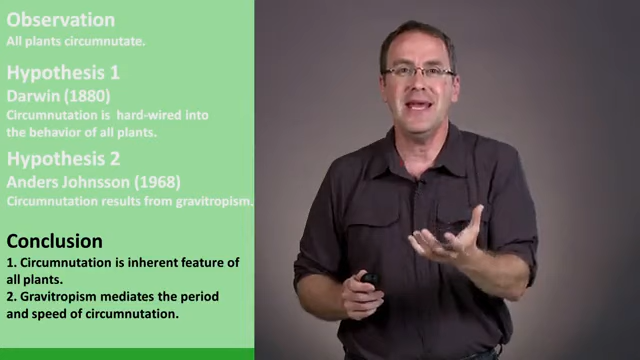 Observation
All plants circumnutate.
Hypothesis 1
Darwin (1880)
Circumnutation is hard-wired into
the behavior of all plants.
Hypothesis 2
Anders Johnsson (1968)
Circumnutation results from gravitropism.
Conclusion
1. Circumnutation is inherent feature of
all plants.
2. Gravitropism mediates the period
and speed of circumnutation.